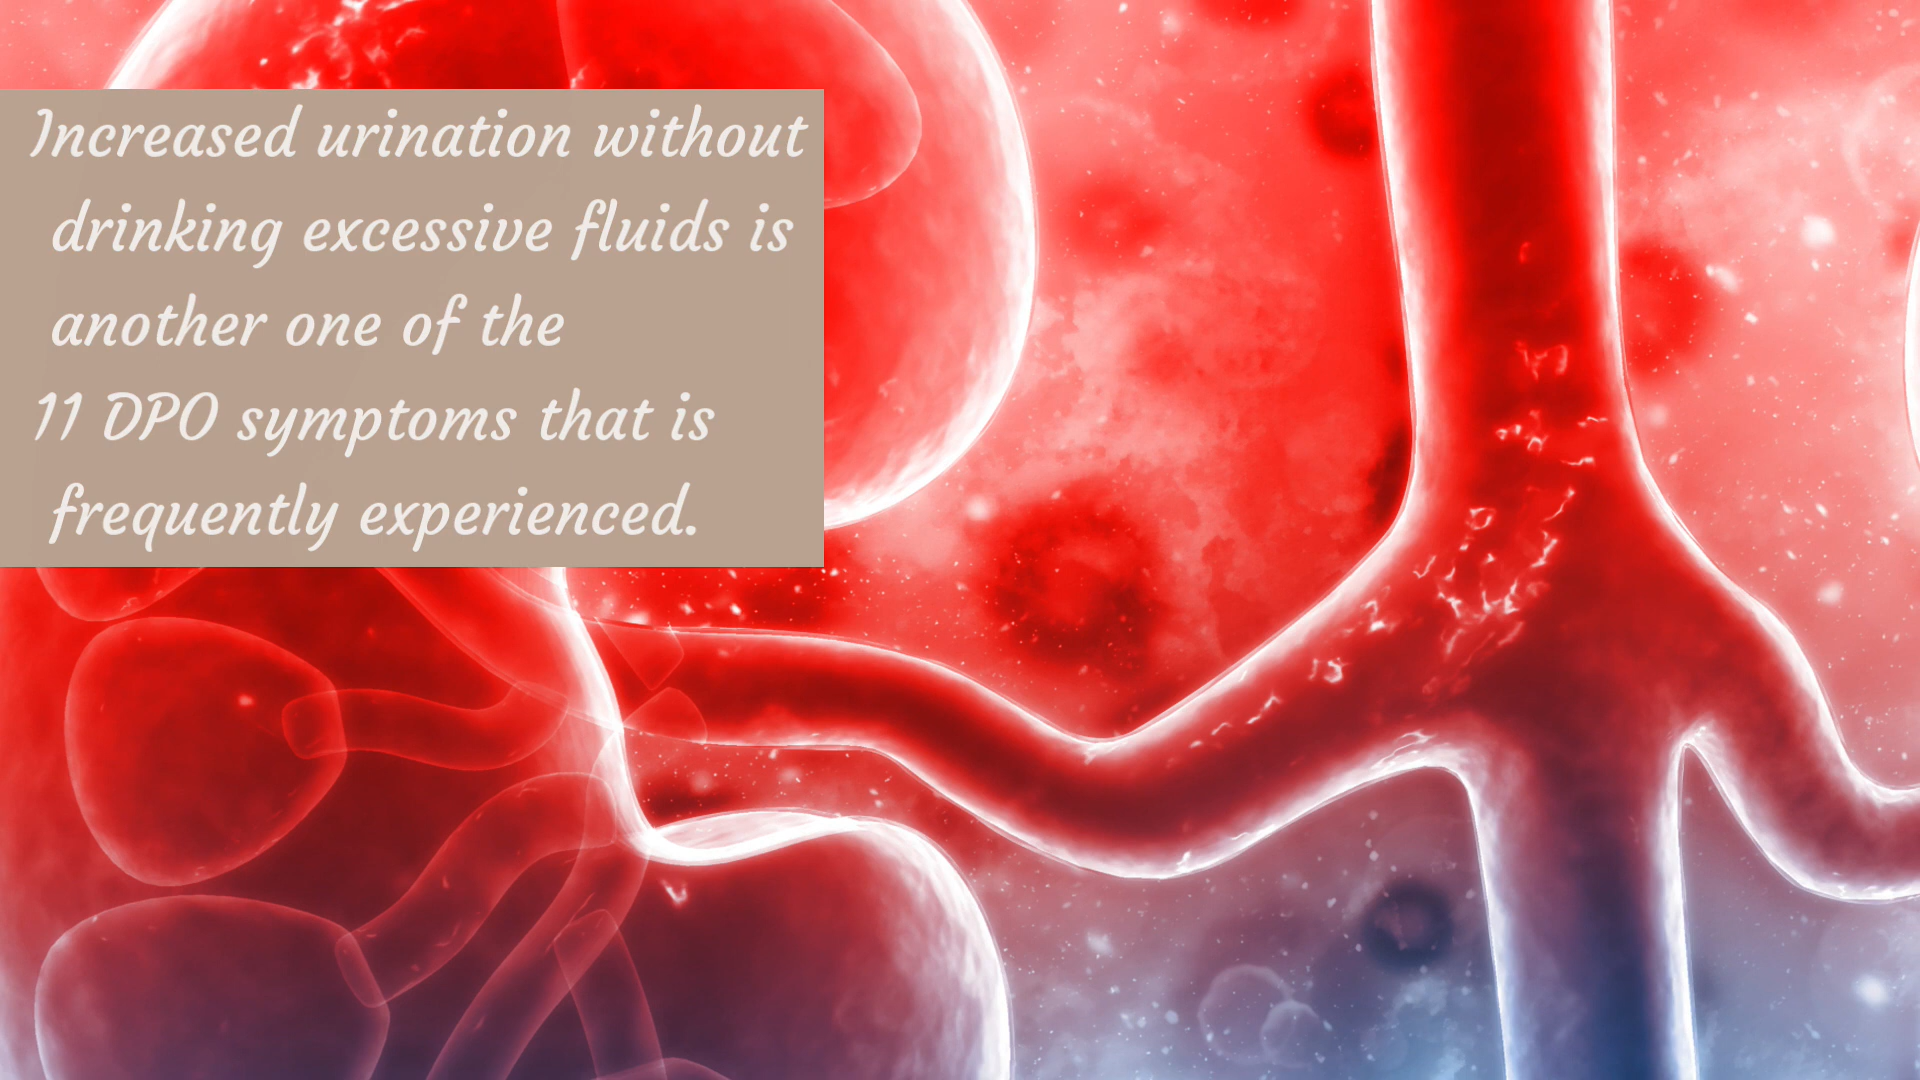 Increased urination without
drinking excessive fluids is
another one of the
11 DPO symptoms that is
frequently experienced.